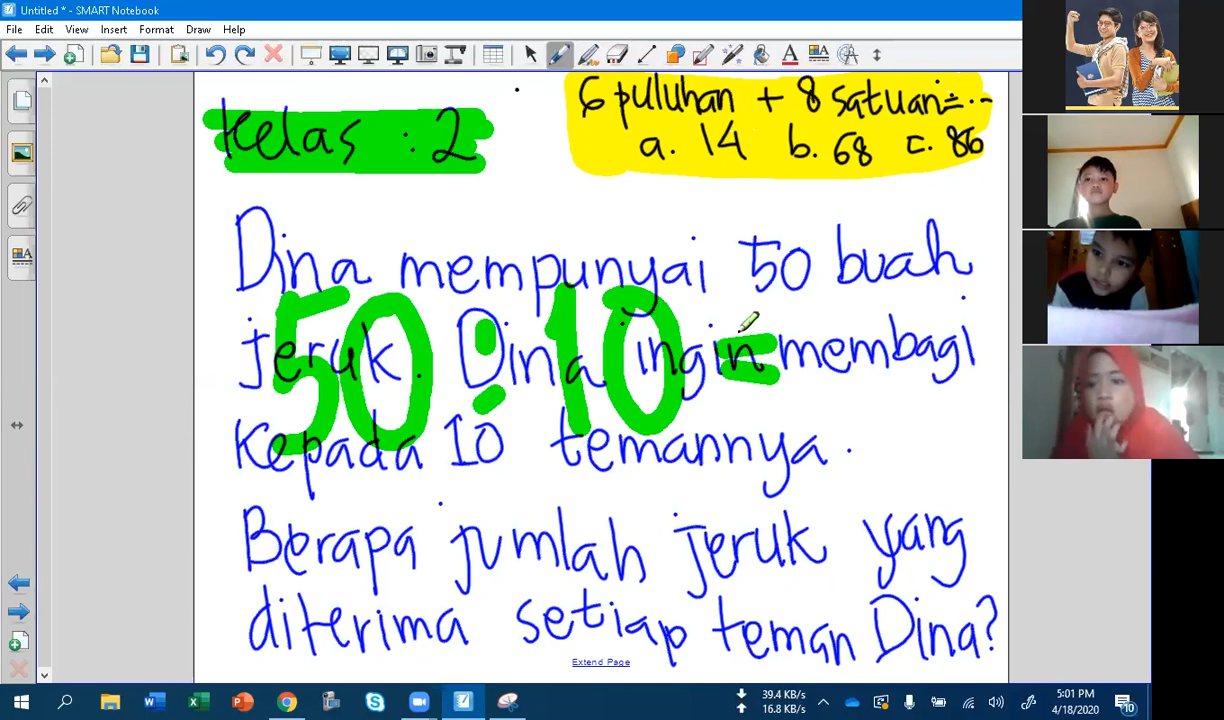 Untitled * - SMART Notebook
File Edit View Insert Format Draw Help
6 puluhan + 8 satuan = ...
a. 14 b. 68 c. 86
Kelas : 2
Dina mempunyai 50 buah
jeruk. Dina ingin membagi
kepada 10 temannya.
50 : 10 =
Berapa jumlah jeruk yang
diterima setiap teman Dina?
Extend Page
39.4 KB/s
16.8 KB/s
5:01 PM
4/18/2020
10